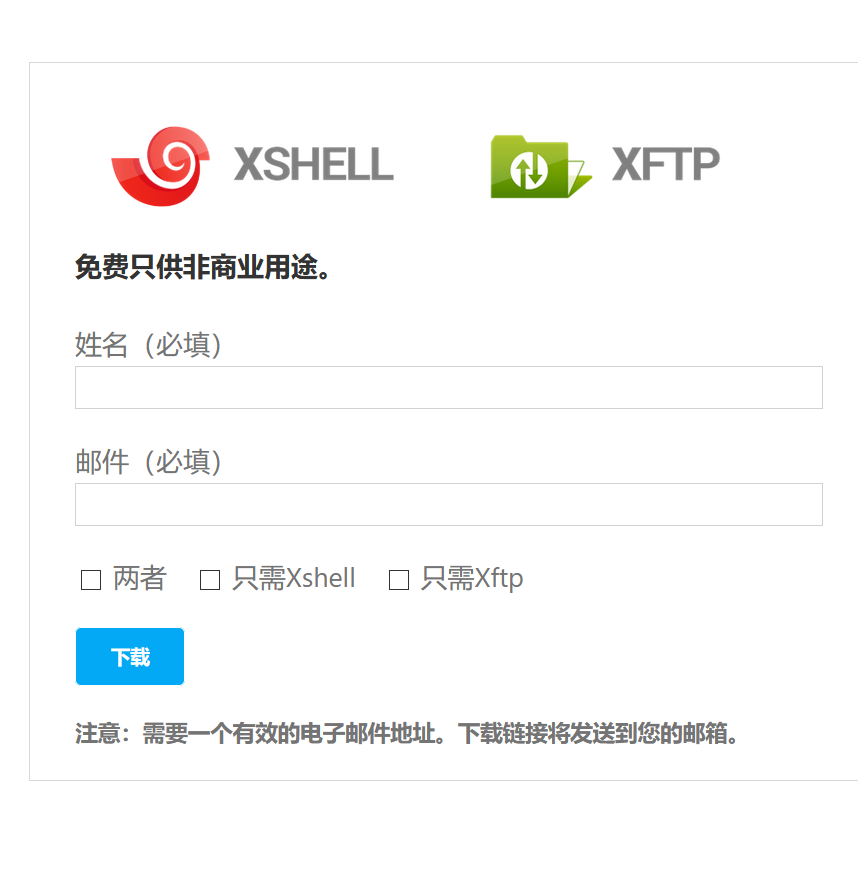 XSHELL XFTP
免费只供非商业用途。
姓名（必填）
邮件（必填）
两者 只需Xshell 只需Xftp
下载
注意：需要一个有效的电子邮件地址。下载链接将发送到您的邮箱。